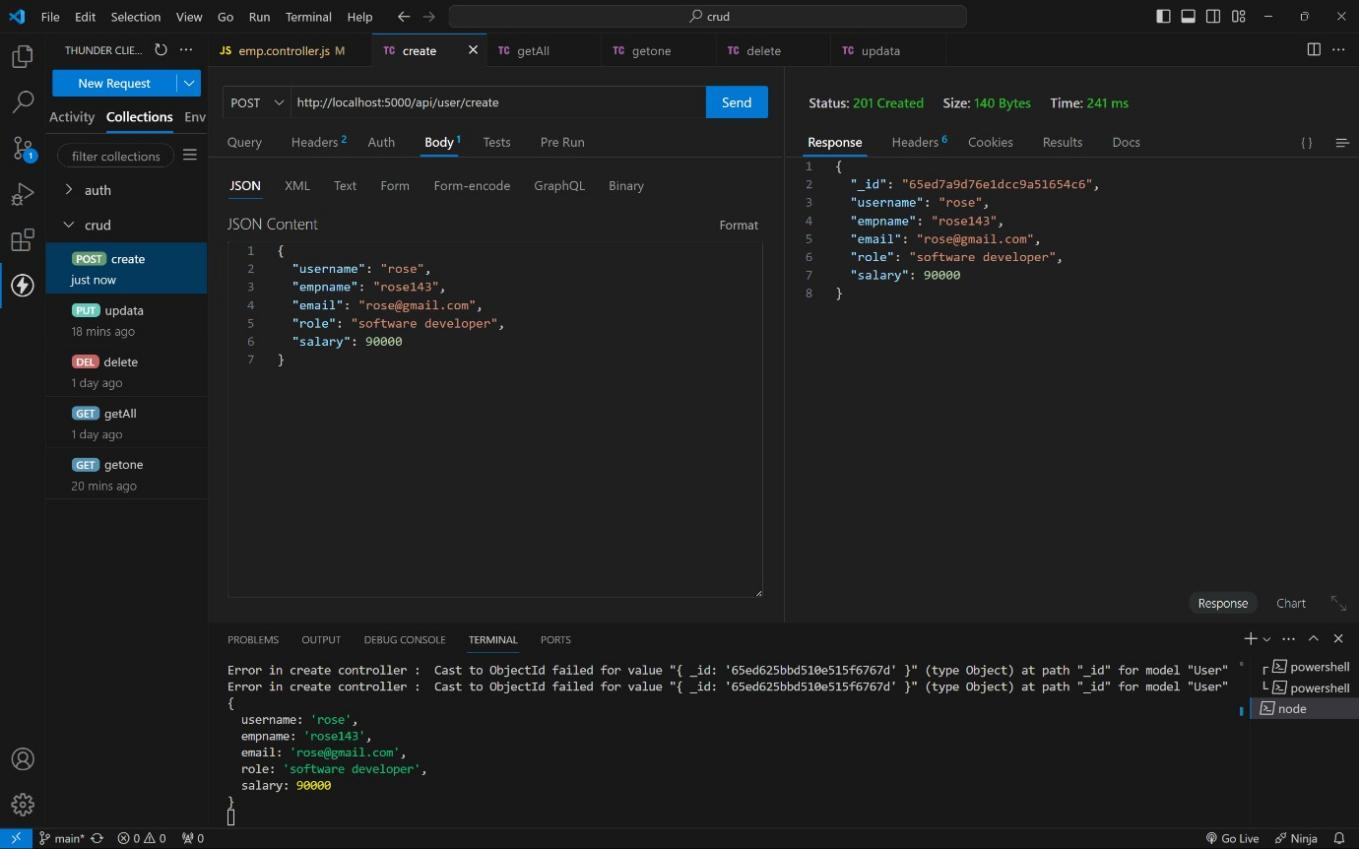 File Edit Selection View Go Run Terminal Help crud
THUNDER CLIE...
New Request
Activity Collections Env
filter collections
auth
crud
POST create
just now
PUT updata
18 mins ago
DEL delete
1 day ago
GET getAll
1 day ago
GET getone
20 mins ago
JS emp.controller.js M TC create TC getAll TC getone TC delete TC updata
POST http://localhost:5000/api/user/create Send
Query Headers 2 Auth Body 1 Tests Pre Run
JSON XML Text Form Form-encode GraphQL Binary
JSON Content Format
1 {
2 "username": "rose",
3 "empname": "rose143",
4 "email": "rose@gmail.com",
5 "role": "software developer",
6 "salary": 90000
7 }
Status: 201 Created Size: 140 Bytes Time: 241 ms
Response Headers 6 Cookies Results Docs { }
1 {
2 "_id": "65ed7a9d76e1dcc9a51654c6",
3 "username": "rose",
4 "empname": "rose143",
5 "email": "rose@gmail.com",
6 "role": "software developer",
7 "salary": 90000
8 }
Response Chart
PROBLEMS OUTPUT DEBUG CONSOLE TERMINAL PORTS
Error in create controller : Cast to ObjectId failed for value "{ _id: '65ed625bbd510e515f6767d' }" (type Object) at path "_id" for model "User"
Error in create controller : Cast to ObjectId failed for value "{ _id: '65ed625bbd510e515f6767d' }" (type Object) at path "_id" for model "User"
{
username: 'rose',
empname: 'rose143',
email: 'rose@gmail.com',
role: 'software developer',
salary: 90000
}
powershell
powershell
node
1
main* 0 0 0 Go Live Ninja